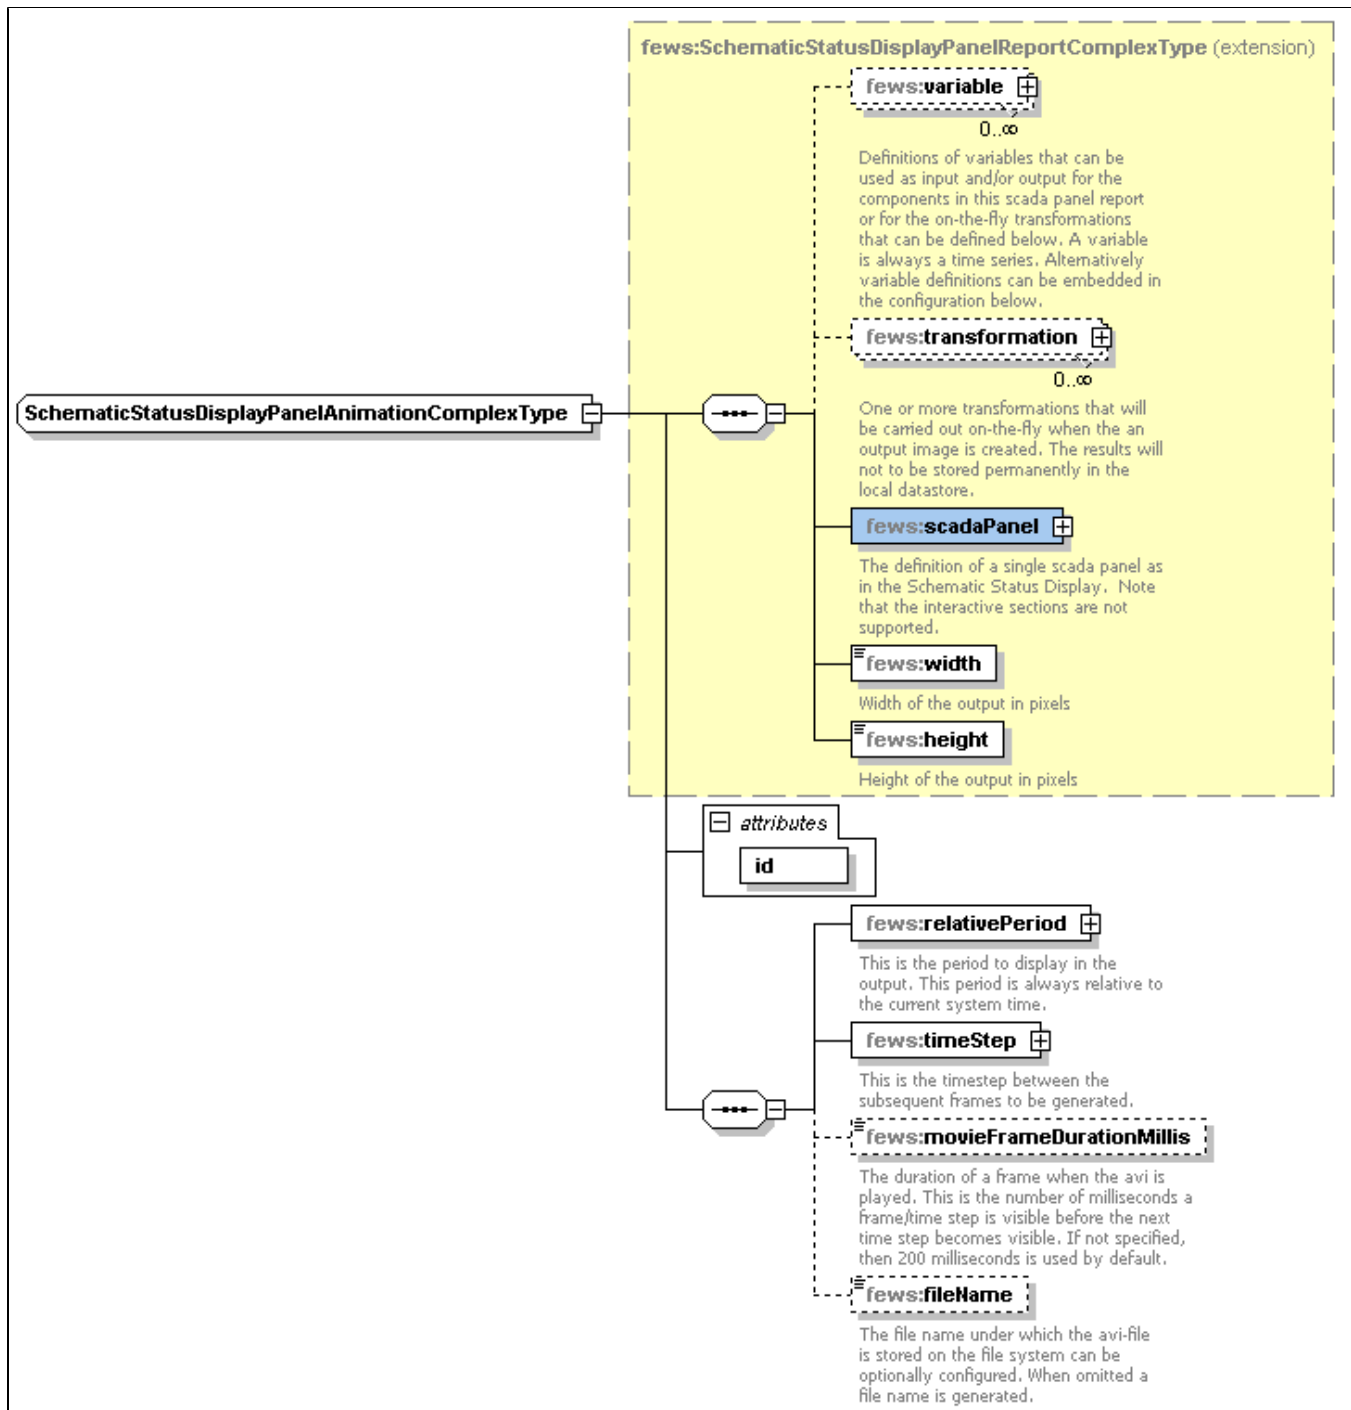 fews:SchematicStatusDisplayPanelReportComplexType (extension)
fews:variable
0..∞
Definitions of variables that can be
used as input and/or output for the
components in this scada panel report
or for the on-the-fly transformations
that can be defined below. A variable
is always a time series. Alternatively
variable definitions can be embedded in
the configuration below.
fews:transformation
0..∞
One or more transformations that will
be carried out on-the-fly when the an
output image is created. The results will
not to be stored permanently in the
local datastore.
SchematicStatusDisplayPanelAnimationComplexType
fews:scadaPanel
The definition of a single scada panel as
in the Schematic Status Display. Note
that the interactive sections are not
supported.
fews:width
Width of the output in pixels
fews:height
Height of the output in pixels
attributes
id
fews:relativePeriod
This is the period to display in the
output. This period is always relative to
the current system time.
fews:timeStep
This is the timestep between the
subsequent frames to be generated.
fews:movieFrameDurationMillis
The duration of a frame when the avi is
played. This is the number of milliseconds a
frame/time step is visible before the next
time step becomes visible. If not specified,
then 200 milliseconds is used by default.
fews:fileName
The file name under which the avi-file
is stored on the file system can be
optionally configured. When omitted a
file name is generated.